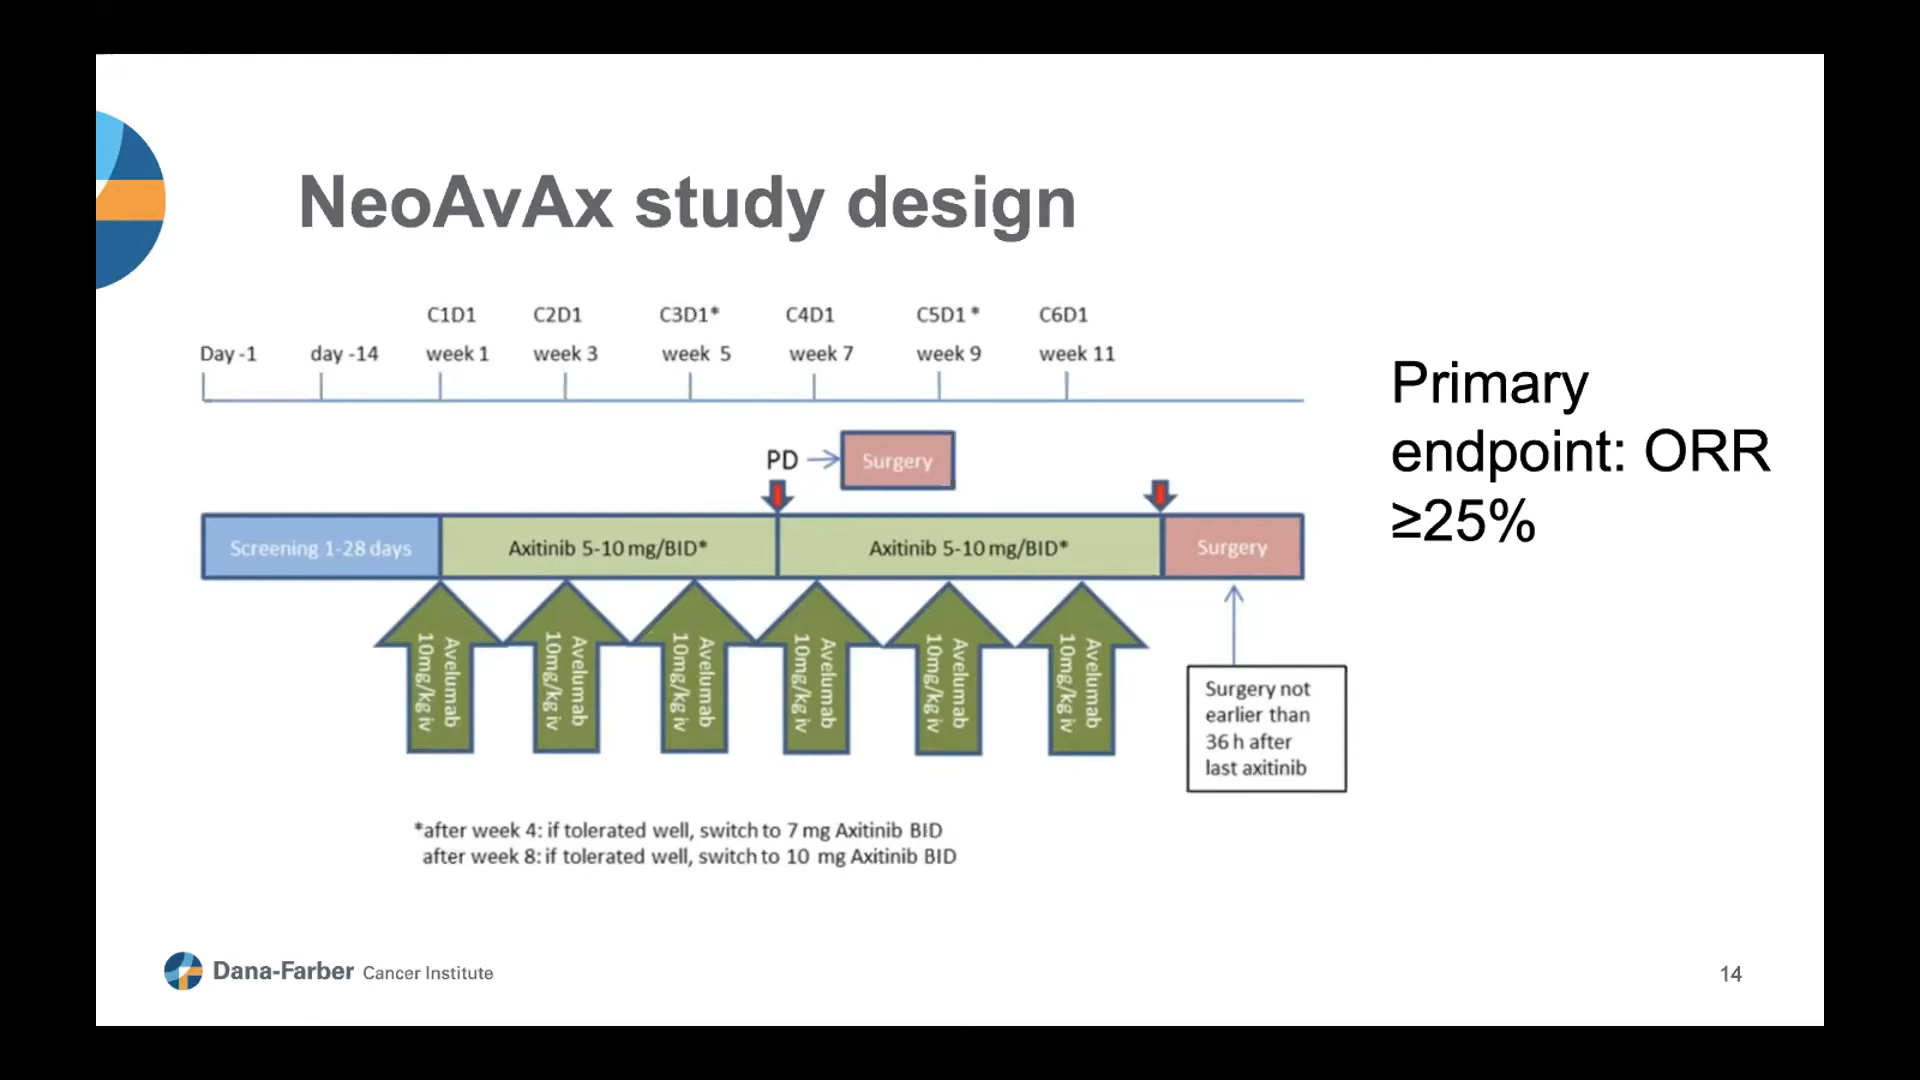 NeoAvAx study design
C1D1 C2D1 C3D1* C4D1 C5D1 * C6D1
Day -1 day -14 week 1 week 3 week 5 week 7 week 9 week 11
Primary
endpoint: ORR
≥25%
PD Surgery
Screening 1-28 days Axitinib 5-10 mg/BID* Axitinib 5-10 mg/BID* Surgery
Avelumab
10mg/kg iv
Avelumab
10mg/kg iv
Avelumab
10mg/kg iv
Avelumab
10mg/kg iv
Avelumab
10mg/kg iv
Avelumab
10mg/kg iv
Surgery not
earlier than
36 h after
last axitinib
*after week 4: if tolerated well, switch to 7 mg Axitinib BID
after week 8: if tolerated well, switch to 10 mg Axitinib BID
Dana-Farber Cancer Institute
14